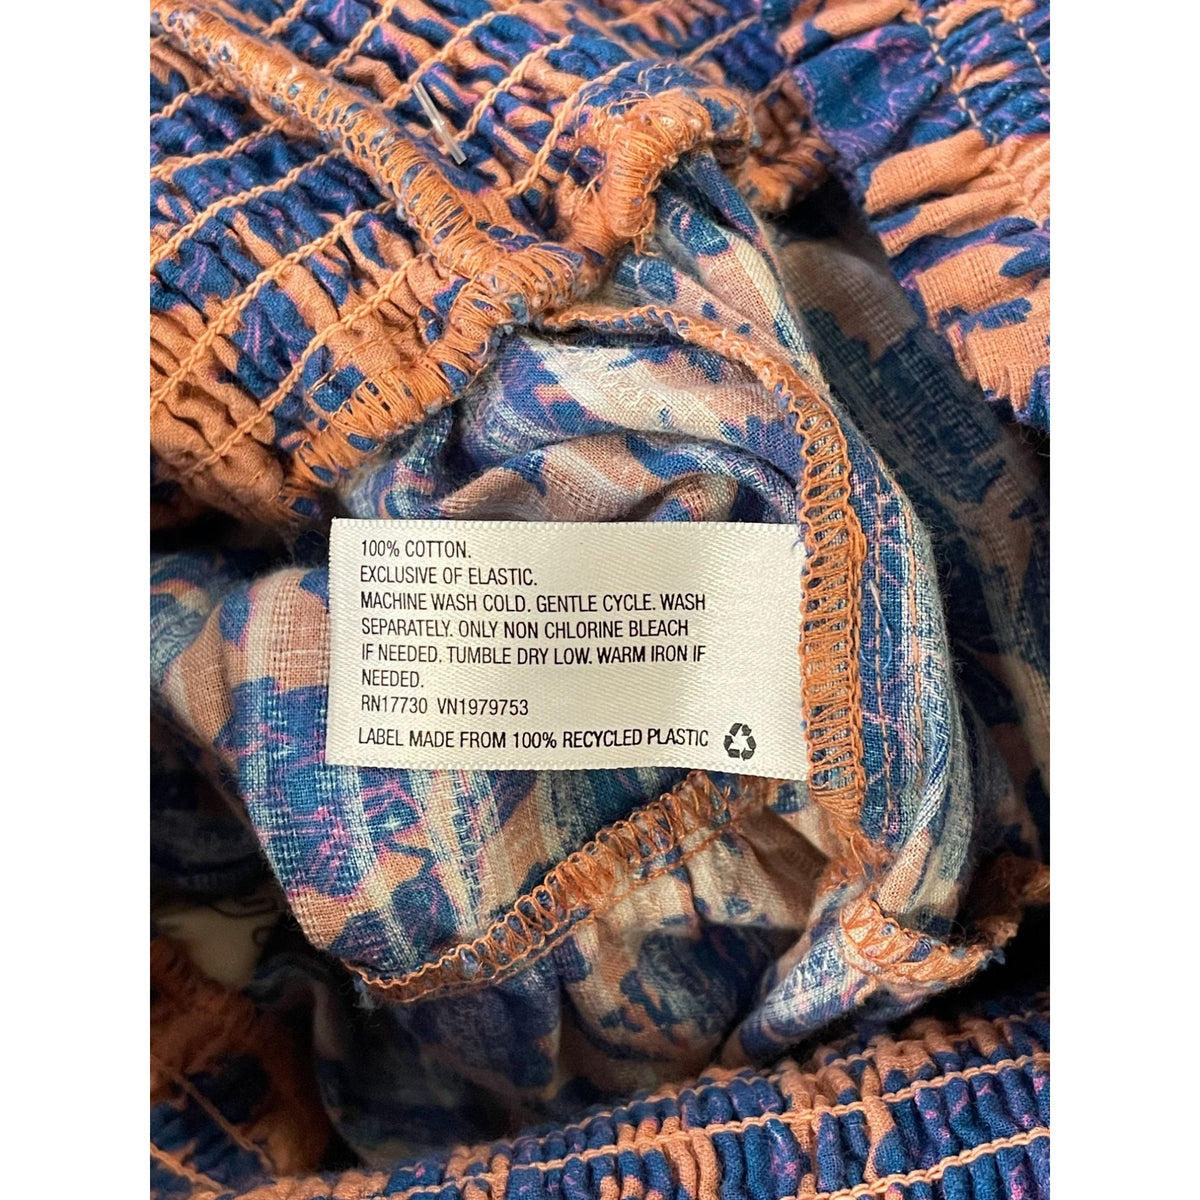 100% COTTON.
EXCLUSIVE OF ELASTIC.
MACHINE WASH COLD. GENTLE CYCLE. WASH
SEPARATELY. ONLY NON CHLORINE BLEACH
IF NEEDED. TUMBLE DRY LOW. WARM IRON IF
NEEDED.
RN17730 VN1979753
LABEL MADE FROM 100% RECYCLED PLASTIC